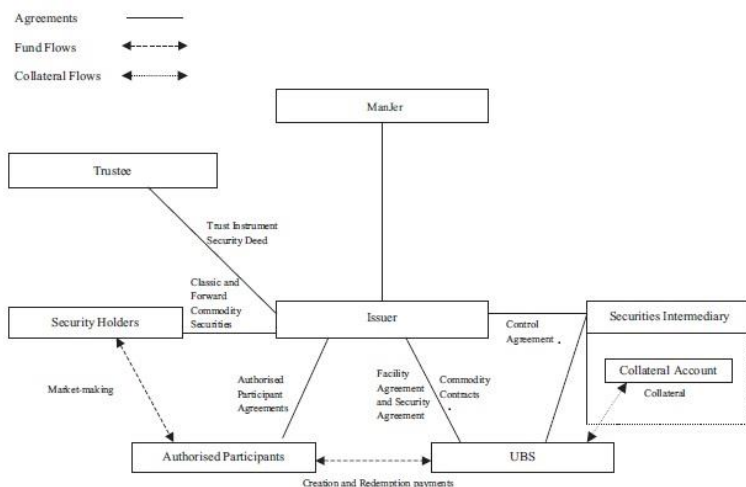 Agreements
Fund Flows
Collateral Flows
ManJer
Trustee
Trust Instrument
Security Deed
Classic and
Forward
Commodity
Securities
Security Holders
Issuer
Securities Intermediary
Control
Agreement .
Collateral Account
Collateral
Market-making
Authorised
Participant
Agreements
Facility
Agreement
and Security
Agreement
Commodity
Contracts
.
Authorised Participants
UBS
Creation and Redemption payments